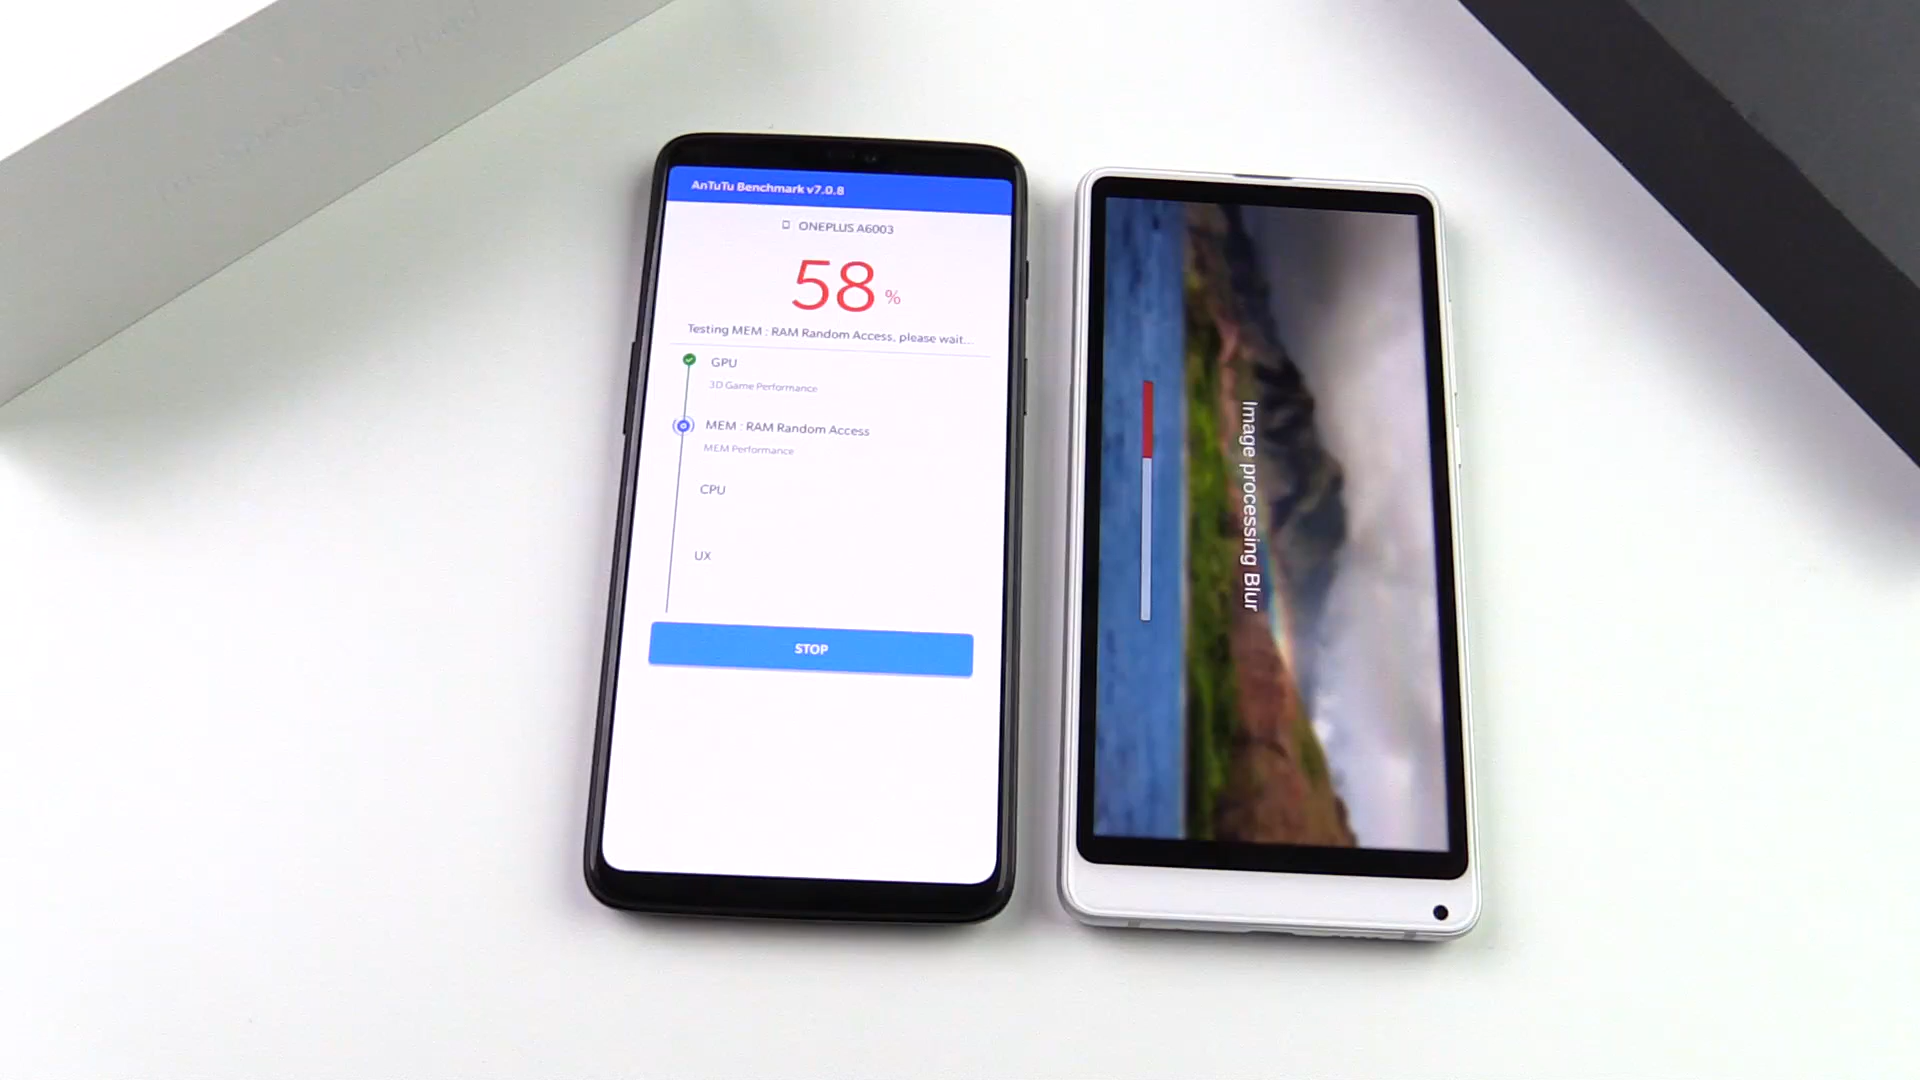 AnTuTu Benchmark v7.0.8
ONEPLUS A6003
58 %
Testing MEM : RAM Random Access, please wait...
GPU
3D Game Performance
MEM : RAM Random Access
MEM Performance
CPU
UX
STOP
Image processing Blur